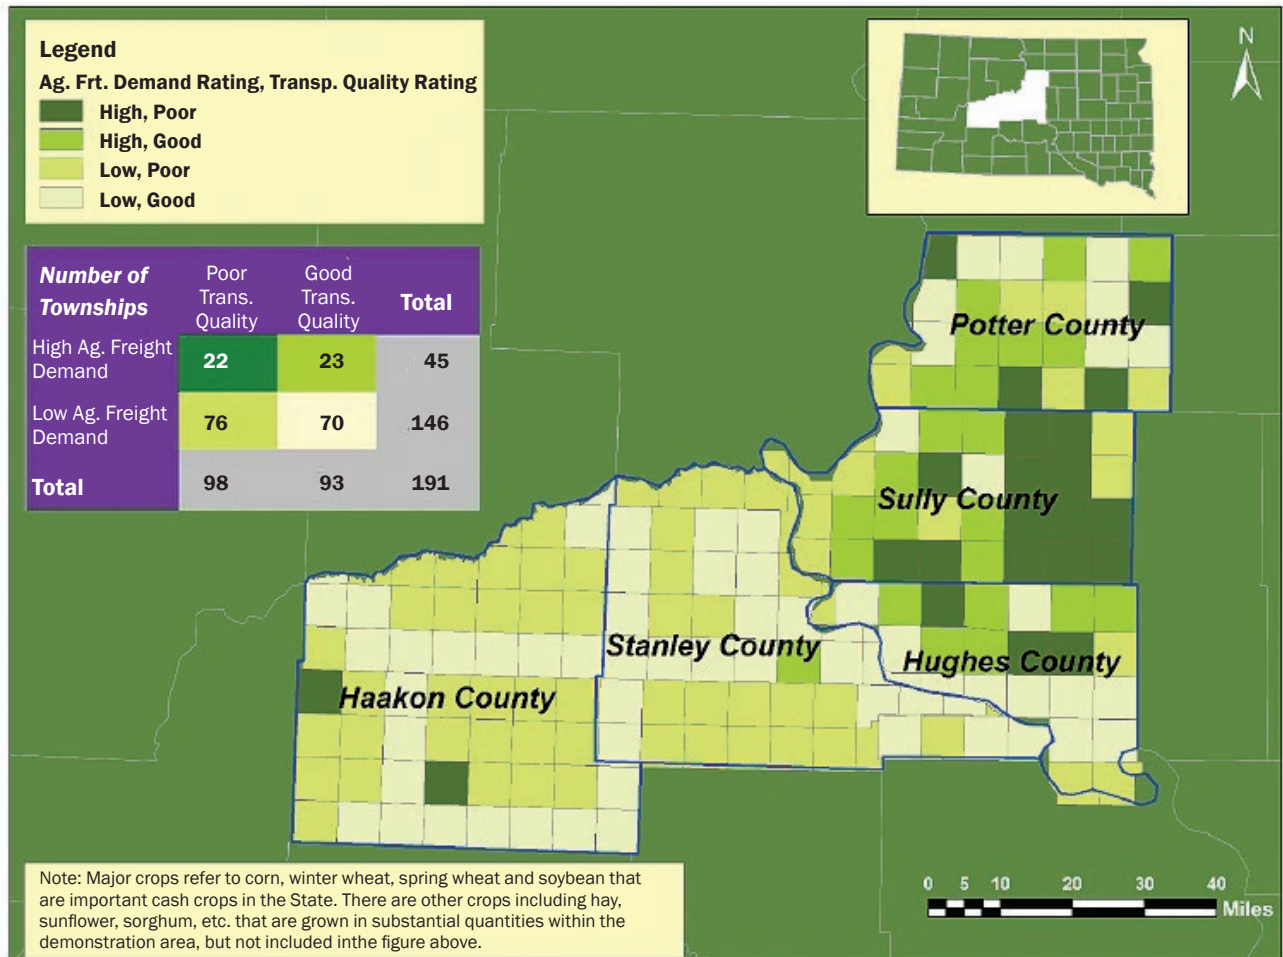 Legend
Ag. Frt. Demand Rating, Transp. Quality Rating
High, Poor
High, Good
Low, Poor
Low, Good
N
Number of Townships
Poor Trans. Quality
Good Trans. Quality
Total
High Ag. Freight Demand
22
23
45
Low Ag. Freight Demand
76
70
146
Total
98
93
191
Potter County
Sully County
Stanley County
Hughes County
Haakon County
Note: Major crops refer to corn, winter wheat, spring wheat and soybean that
are important cash crops in the State. There are other crops including hay,
sunflower, sorghum, etc. that are grown in substantial quantities within the
demonstration area, but not included inthe figure above.
0 5 10 20 30 40
Miles